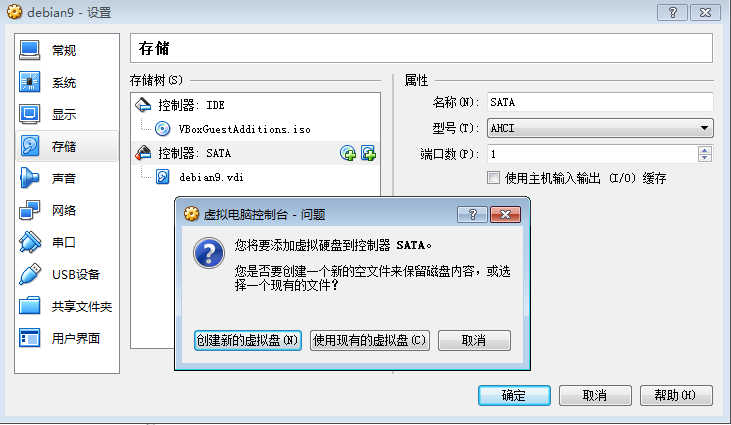 debian9 - 设置
常规
系统
显示
存储
声音
网络
串口
USB设备
共享文件夹
用户界面
存储
存储树(S)
控制器: IDE
VBoxGuestAdditions.iso
控制器: SATA
debian9.vdi
属性
名称(N): SATA
型号(T): AHCI
端口数(P): 1
使用主机输入输出 (I/O) 缓存
虚拟电脑控制台 - 问题
您将要添加虚拟硬盘到控制器 SATA。
您是否要创建一个新的空文件来保留磁盘内容，或选
择一个现有的文件?
创建新的虚拟盘(N)
使用现有的虚拟盘(C)
取消
确定
取消
帮助(H)